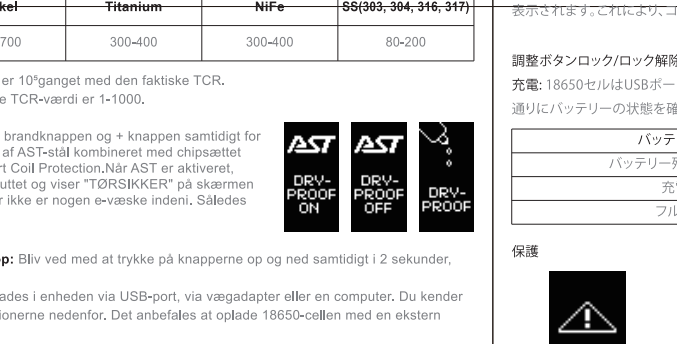 Titanium NiFe SS(303, 304, 316, 317)
700 300-400 300-400 80-200
er 10⁵ganget med den faktiske TCR.
e TCR-værdi er 1-1000.
brandknappen og + knappen samtidigt for
af AST-stål kombineret med chipsættet
rt Coil Protection.Når AST er aktiveret,
uttet og viser "TØRSIKKER" på skærmen
r ikke er nogen e-væske indeni. Således
AST
DRY-
PROOF
ON
AST
DRY-
PROOF
OFF
DRY-
PROOF
op: Bliv ved med at trykke på knapperne op og ned samtidigt i 2 sekunder,
ades i enheden via USB-port, via vægadapter eller en computer. Du kender
ionerne nedenfor. Det anbefales at oplade 18650-cellen med en ekstern
表示されます。これにより、コ
調整ボタンロック/ロック解除
充電: 18650セルはUSBポー
通りにバッテリーの状態を確
バッテ
バッテリー残
充
フル
保護